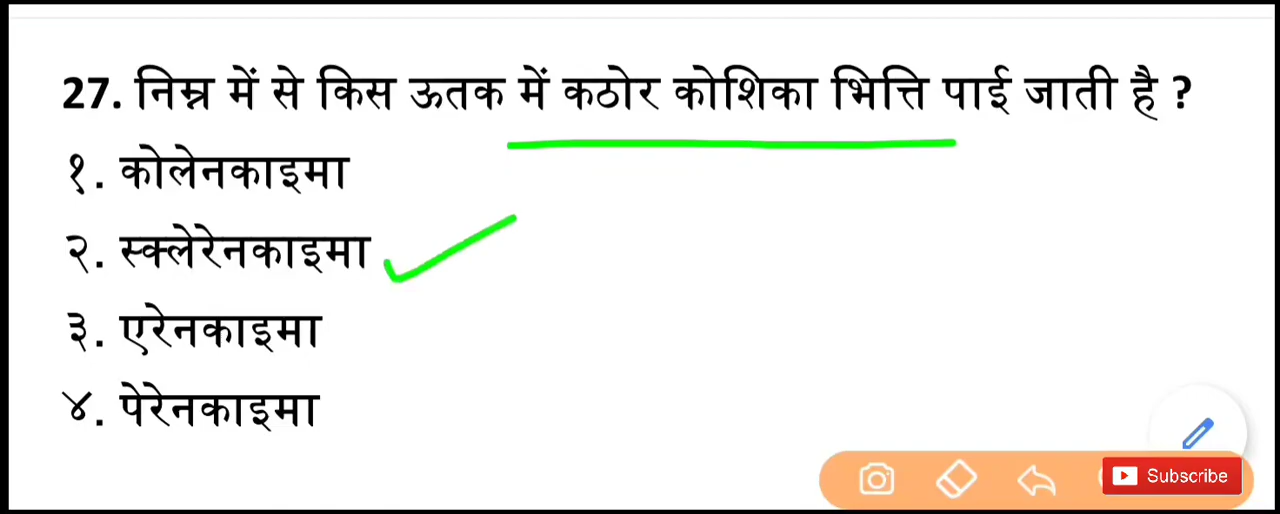 27. निम्न में से किस ऊतक में कठोर कोशिका भित्ति पाई जाती है ?
१. कोलेनकाइमा
२. स्क्लेरेनकाइमा
३. एरेनकाइमा
४. पेरेनकाइमा
Subscribe